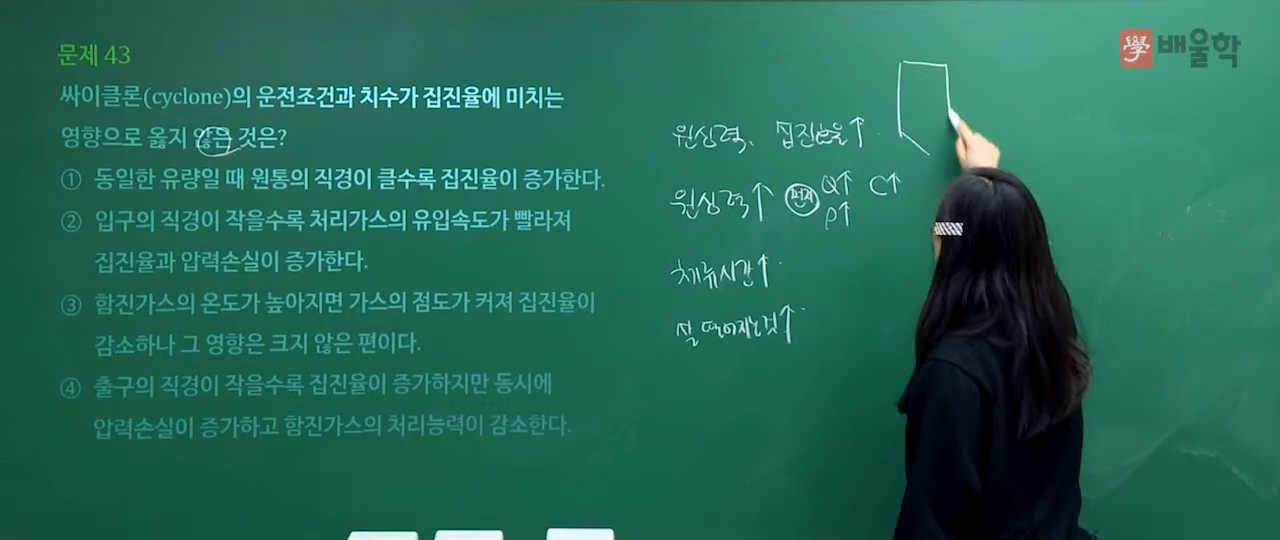 學 배울학
문제 43
싸이클론(cyclone)의 운전조건과 치수가 집진율에 미치는
영향으로 옳지 않은 것은?
① 동일한 유량일 때 원통의 직경이 클수록 집진율이 증가한다.
② 입구의 직경이 작을수록 처리가스의 유입속도가 빨라져
집진율과 압력손실이 증가한다.
③ 함진가스의 온도가 높아지면 가스의 점도가 커져 집진율이
감소하나 그 영향은 크지 않은 편이다.
④ 출구의 직경이 작을수록 집진율이 증가하지만 동시에
압력손실이 증가하고 함진가스의 처리능력이 감소한다.
원심력, 집진효율↑
원심력↑ 먼지 Q↑ C↑
ρ↑
체류시간↑
잘 떨어지는것↑